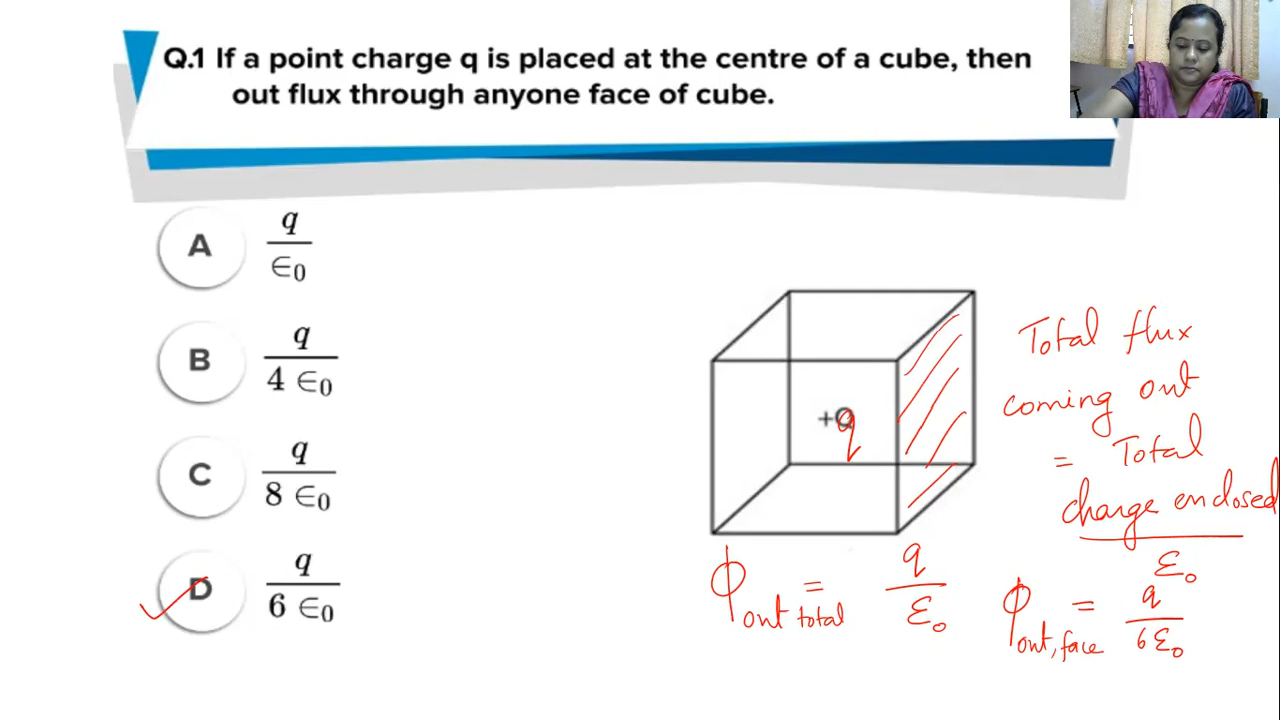 Q.1 If a point charge q is placed at the centre of a cube, then
out flux through anyone face of cube.
A q/∈₀
B q/4 ∈₀
C q/8 ∈₀
D q/6 ∈₀
+Q
q
Total flux
coming out
= Total
charge enclosed
ε₀
ϕ out total = q/ε₀
ϕ out, face = q/6ε₀